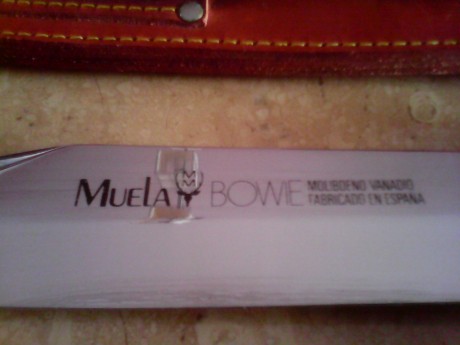 MUELA BOWIE MOLIBDENO VANADIO
FABRICADO EN ESPAÑA